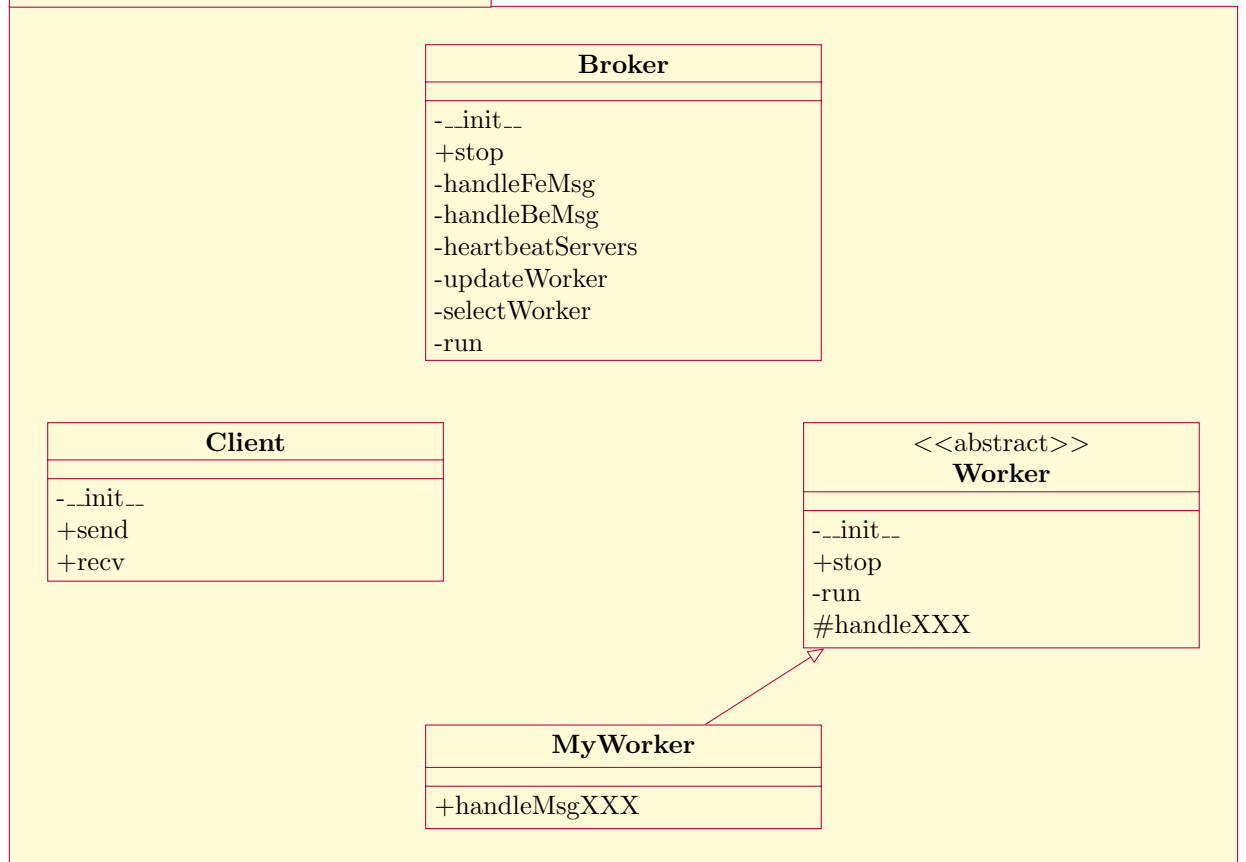 Broker
-__init__
+stop
-handleFeMsg
-handleBeMsg
-heartbeatServers
-updateWorker
-selectWorker
-run
Client
-__init__
+send
+recv
<<abstract>>
Worker
-__init__
+stop
-run
#handleXXX
MyWorker
+handleMsgXXX